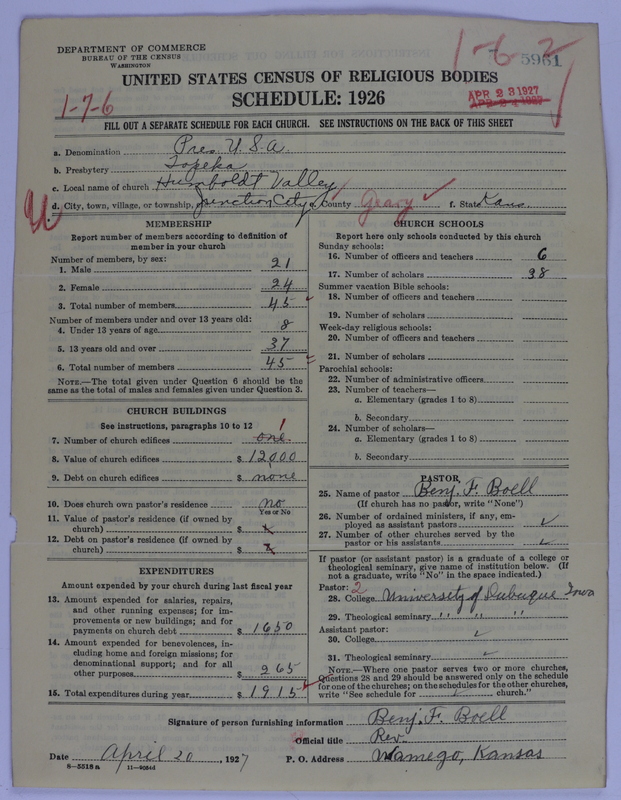 DEPARTMENT OF COMMERCE
BUREAU OF THE CENSUS
WASHINGTON
1-6-2
5961
UNITED STATES CENSUS OF RELIGIOUS BODIES
SCHEDULE: 1926
1-7-6
APR 23 1927
FILL OUT A SEPARATE SCHEDULE FOR EACH CHURCH. SEE INSTRUCTIONS ON THE BACK OF THIS SHEET
a. Denomination Pres. U.S.A.
b. Presbytery Topeka
c. Local name of church Humboldt Valley
d. City, town, village, or township, Junction City e. County Geary f. State Kans.
MEMBERSHIP
Report number of members according to definition of
member in your church
Number of members, by sex:
1. Male 21
2. Female 24
3. Total number of members 45
Number of members under and over 13 years old:
4. Under 13 years of age 8
5. 13 years old and over 37
6. Total number of members 45
NOTE.—The total given under Question 6 should be the
same as the total of males and females given under Question 3.
CHURCH BUILDINGS
See instructions, paragraphs 10 to 12
7. Number of church edifices one 1
8. Value of church edifices $ 12000
9. Debt on church edifices $ none
10. Does church own pastor's residence no
Yes or No
11. Value of pastor's residence (if owned by
church) $ x
12. Debt on pastor's residence (if owned by
church) $ x
EXPENDITURES
Amount expended by your church during last fiscal year
13. Amount expended for salaries, repairs,
and other running expenses; for im-
provements or new buildings; and for
payments on church debt $ 1650
14. Amount expended for benevolences, in-
cluding home and foreign missions; for
denominational support; and for all
other purposes $ 265
15. Total expenditures during year $ 1915
CHURCH SCHOOLS
Report here only schools conducted by this church
Sunday schools:
16. Number of officers and teachers 6
17. Number of scholars 38
Summer vacation Bible schools:
18. Number of officers and teachers
19. Number of scholars
Week-day religious schools:
20. Number of officers and teachers
21. Number of scholars
Parochial schools:
22. Number of administrative officers
23. Number of teachers—
a. Elementary (grades 1 to 8)
b. Secondary
24. Number of scholars—
a. Elementary (grades 1 to 8)
b. Secondary
PASTOR
25. Name of pastor Benj. F. Boell
(If church has no pastor, write "None")
26. Number of ordained ministers, if any, em-
ployed as assistant pastors
27. Number of other churches served by the
pastor or his assistants
If pastor (or assistant pastor) is a graduate of a college or
theological seminary, give name of institution below. (If
not a graduate, write "No" in the space indicated.)
Pastor: 2
28. College University of Dubuque Iowa
29. Theological seminary " " " "
Assistant pastor:
30. College
31. Theological seminary
NOTE.—Where one pastor serves two or more churches,
Questions 28 and 29 should be answered only on the schedule
for one of the churches; on the schedules for the other churches,
write "See schedule for church."
Signature of person furnishing information Benj. F. Boell
Official title Rev.
Date April 20, 1927 P. O. Address Wamego, Kansas
8—5518 a